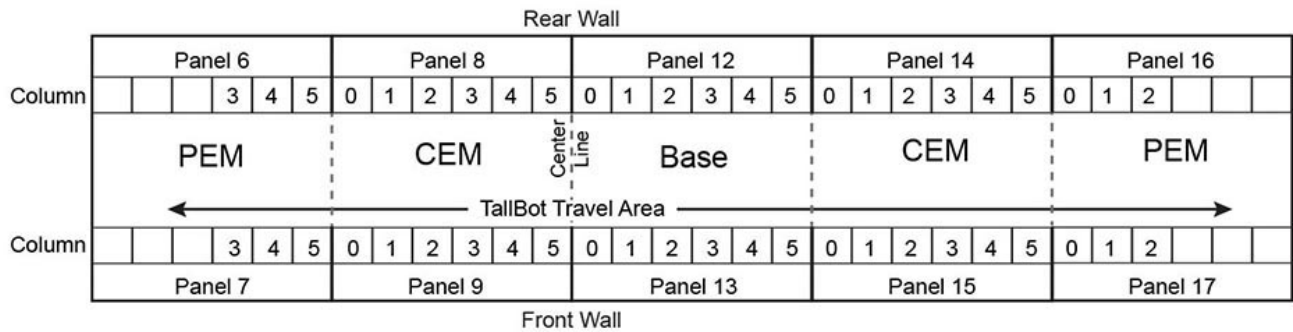 Rear Wall
Panel 6 Panel 8 Panel 12 Panel 14 Panel 16
Column 3 4 5 0 1 2 3 4 5 0 1 2 3 4 5 0 1 2 3 4 5 0 1 2
PEM CEM Center Line Base CEM PEM
TallBot Travel Area
Column 3 4 5 0 1 2 3 4 5 0 1 2 3 4 5 0 1 2 3 4 5 0 1 2
Panel 7 Panel 9 Panel 13 Panel 15 Panel 17
Front Wall